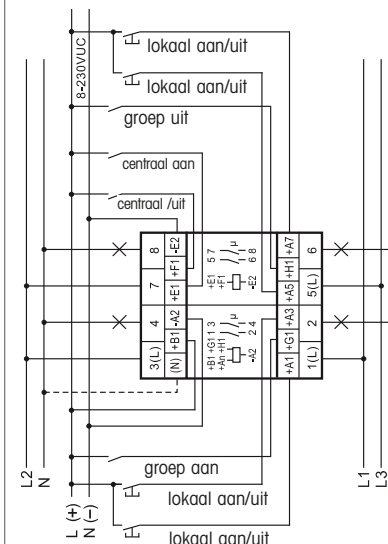 lokaal aan/uit
8-230VUC
lokaal aan/uit
groep uit
centraal aan
centraal /uit
8
-E2
+F1
7
+E1
4
-A2
+B1
3(L)
(N)
+E1
+F1
5 7
6 8
µ
-E2
+B1
+G1
1 3
+An
H1
2 4
µ
-A2
+A7
6
+H1
+A5
5(L)
+A3
2
+G1
+A1
1(L)
L2
N
L (+)
N (−)
groep aan
lokaal aan/uit
lokaal aan/uit
L1
L3